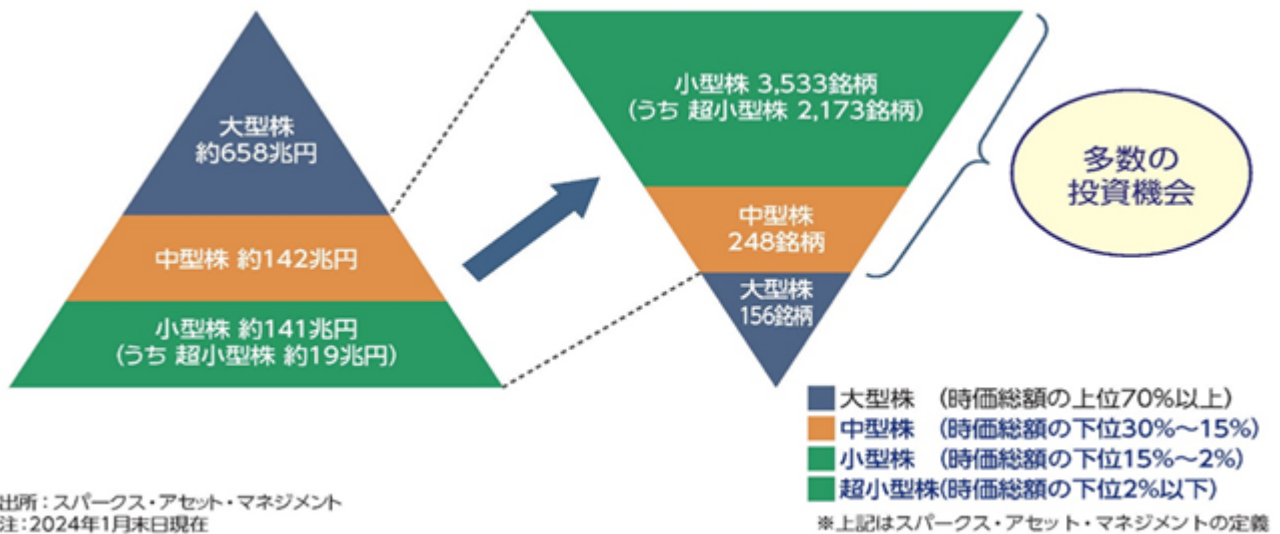 大型株
約658兆円
中型株 約142兆円
小型株 約141兆円
(うち 超小型株 約19兆円)
小型株 3,533銘柄
(うち 超小型株 2,173銘柄)
中型株
248銘柄
大型株
156銘柄
多数の
投資機会
大型株 (時価総額の上位70%以上)
中型株 (時価総額の下位30%~15%)
小型株 (時価総額の下位15%~2%)
超小型株(時価総額の下位2%以下)
※上記はスパークス・アセット・マネジメントの定義
出所:スパークス・アセット・マネジメント
注:2024年1月末日現在